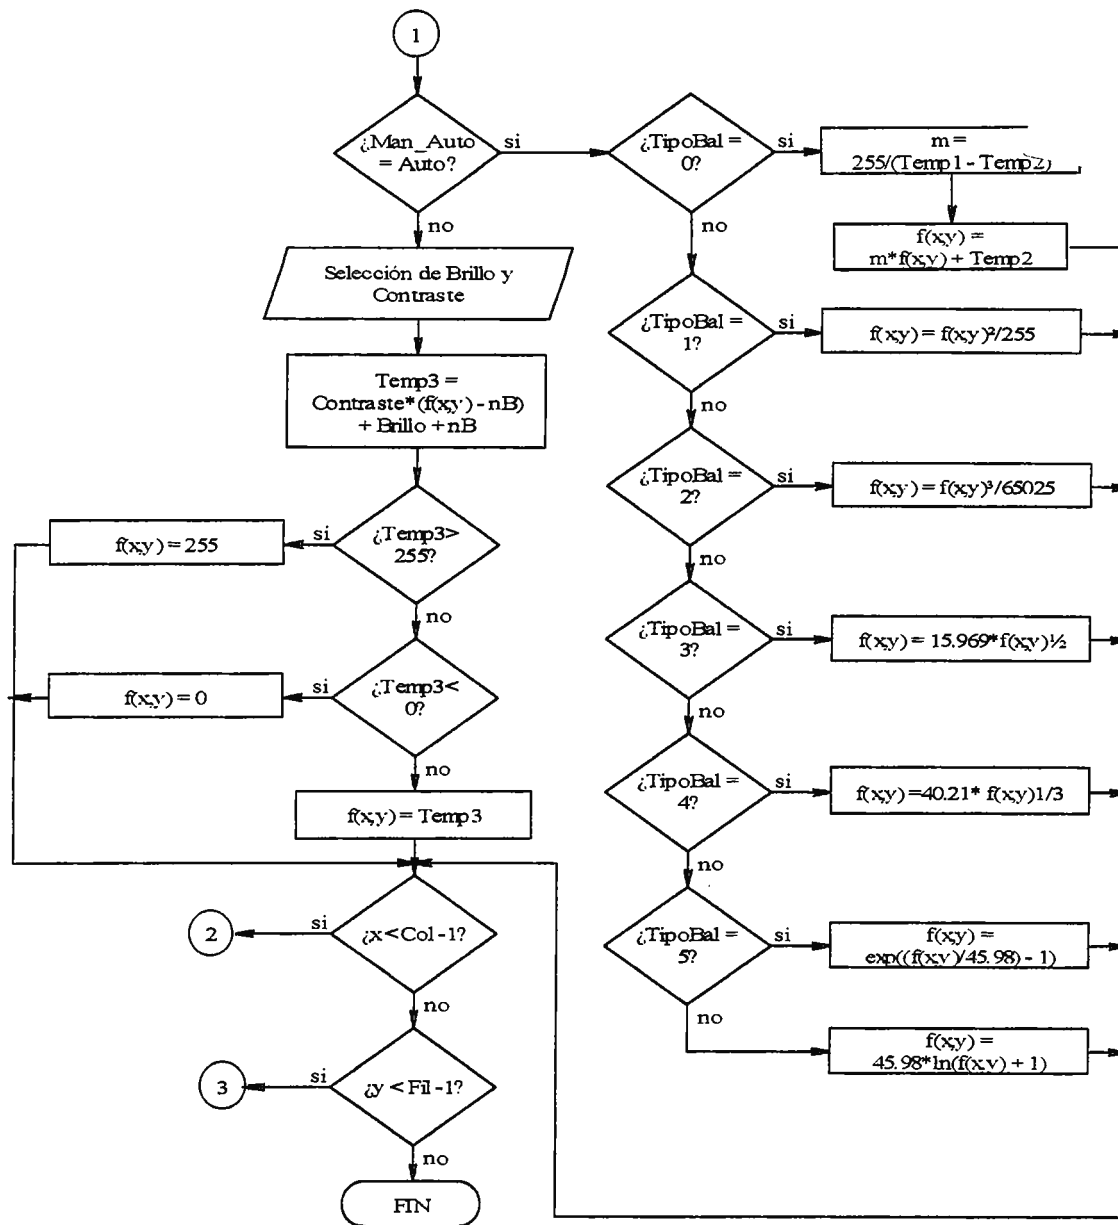 1
¿Man_Auto
= Auto?
si
no
Selección de Brillo y
Contraste
Temp3 =
Contraste*(f(x,y) - nB)
+ Brillo + nB
¿Temp3>
255?
si
f(x,y) = 255
no
¿Temp3<
0?
si
f(x,y) = 0
no
f(x,y) = Temp3
¿x<Col-1?
si
2
no
¿y < Fil-1?
si
3
no
FIN
¿TipoBal =
0?
si
m =
255/(Temp1 - Temp2)
f(x,y) =
m*f(x,y) + Temp2
no
¿TipoBal =
1?
si
f(x,y) = f(x,y)²/255
no
¿TipoBal =
2?
si
f(x,y) = f(x,y)³/65025
no
¿TipoBal =
3?
si
f(x,y) = 15.969*f(x,y)½
no
¿TipoBal =
4?
si
f(x,y) =40.21* f(x,y)1/3
no
¿TipoBal =
5?
si
f(x,y) =
exp((f(x,y)/45.98) - 1)
no
f(x,y) =
45.98*ln(f(x,y) + 1)